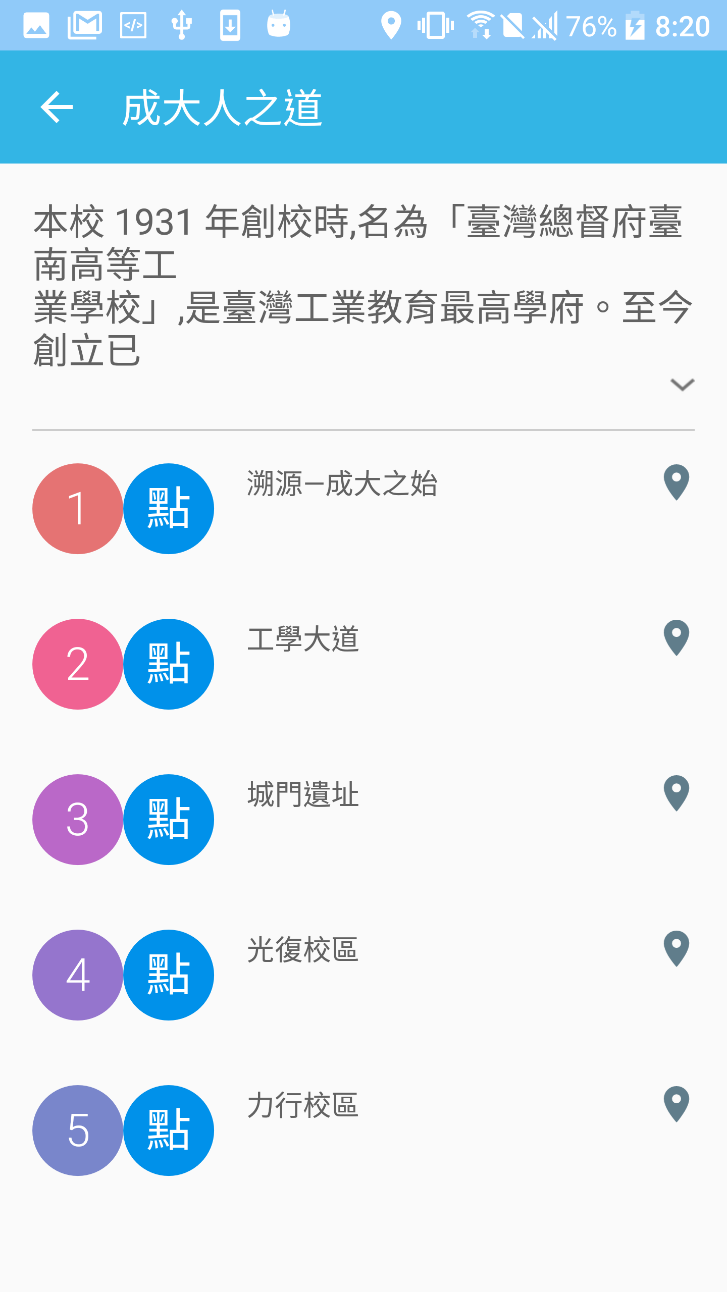 76% 8:20
成大人之道
本校 1931 年創校時,名為「臺灣總督府臺
南高等工
業學校」,是臺灣工業教育最高學府。至今
創立已
1 點 溯源—成大之始
2 點 工學大道
3 點 城門遺址
4 點 光復校區
5 點 力行校區